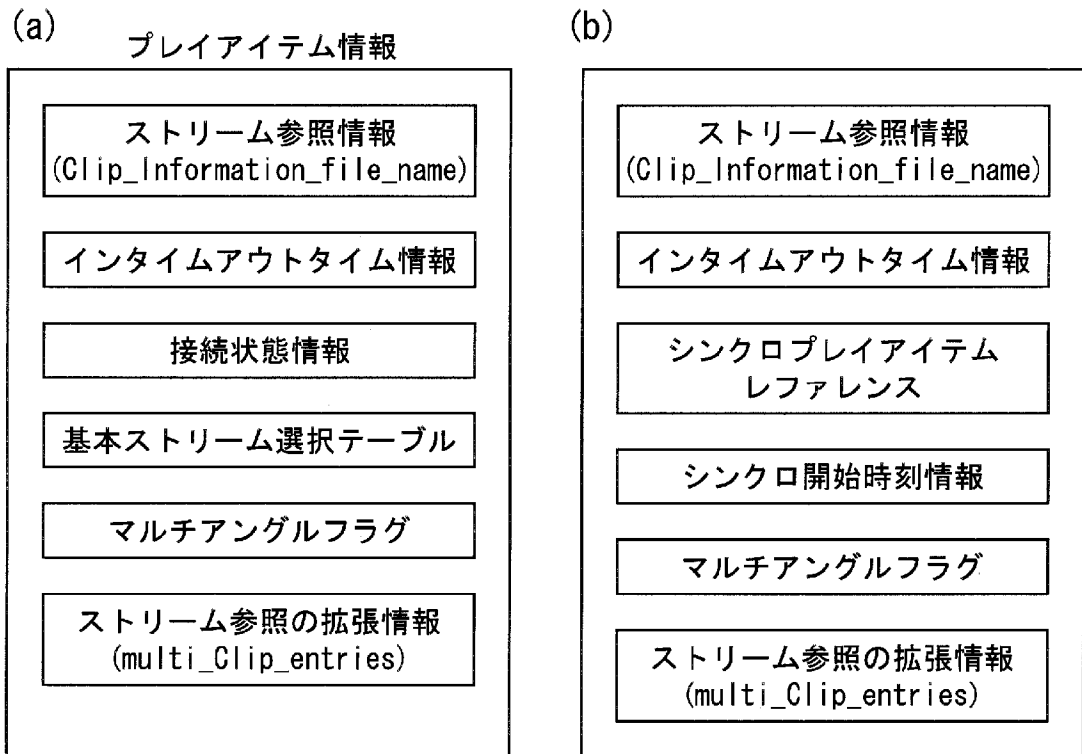 (a)
プレイアイテム情報
ストリーム参照情報
(Clip_Information_file_name)
インタイムアウトタイム情報
接続状態情報
基本ストリーム選択テーブル
マルチアングルフラグ
ストリーム参照の拡張情報
(multi_Clip_entries)
(b)
ストリーム参照情報
(Clip_Information_file_name)
インタイムアウトタイム情報
シンクロプレイアイテム
レファレンス
シンクロ開始時刻情報
マルチアングルフラグ
ストリーム参照の拡張情報
(multi_Clip_entries)